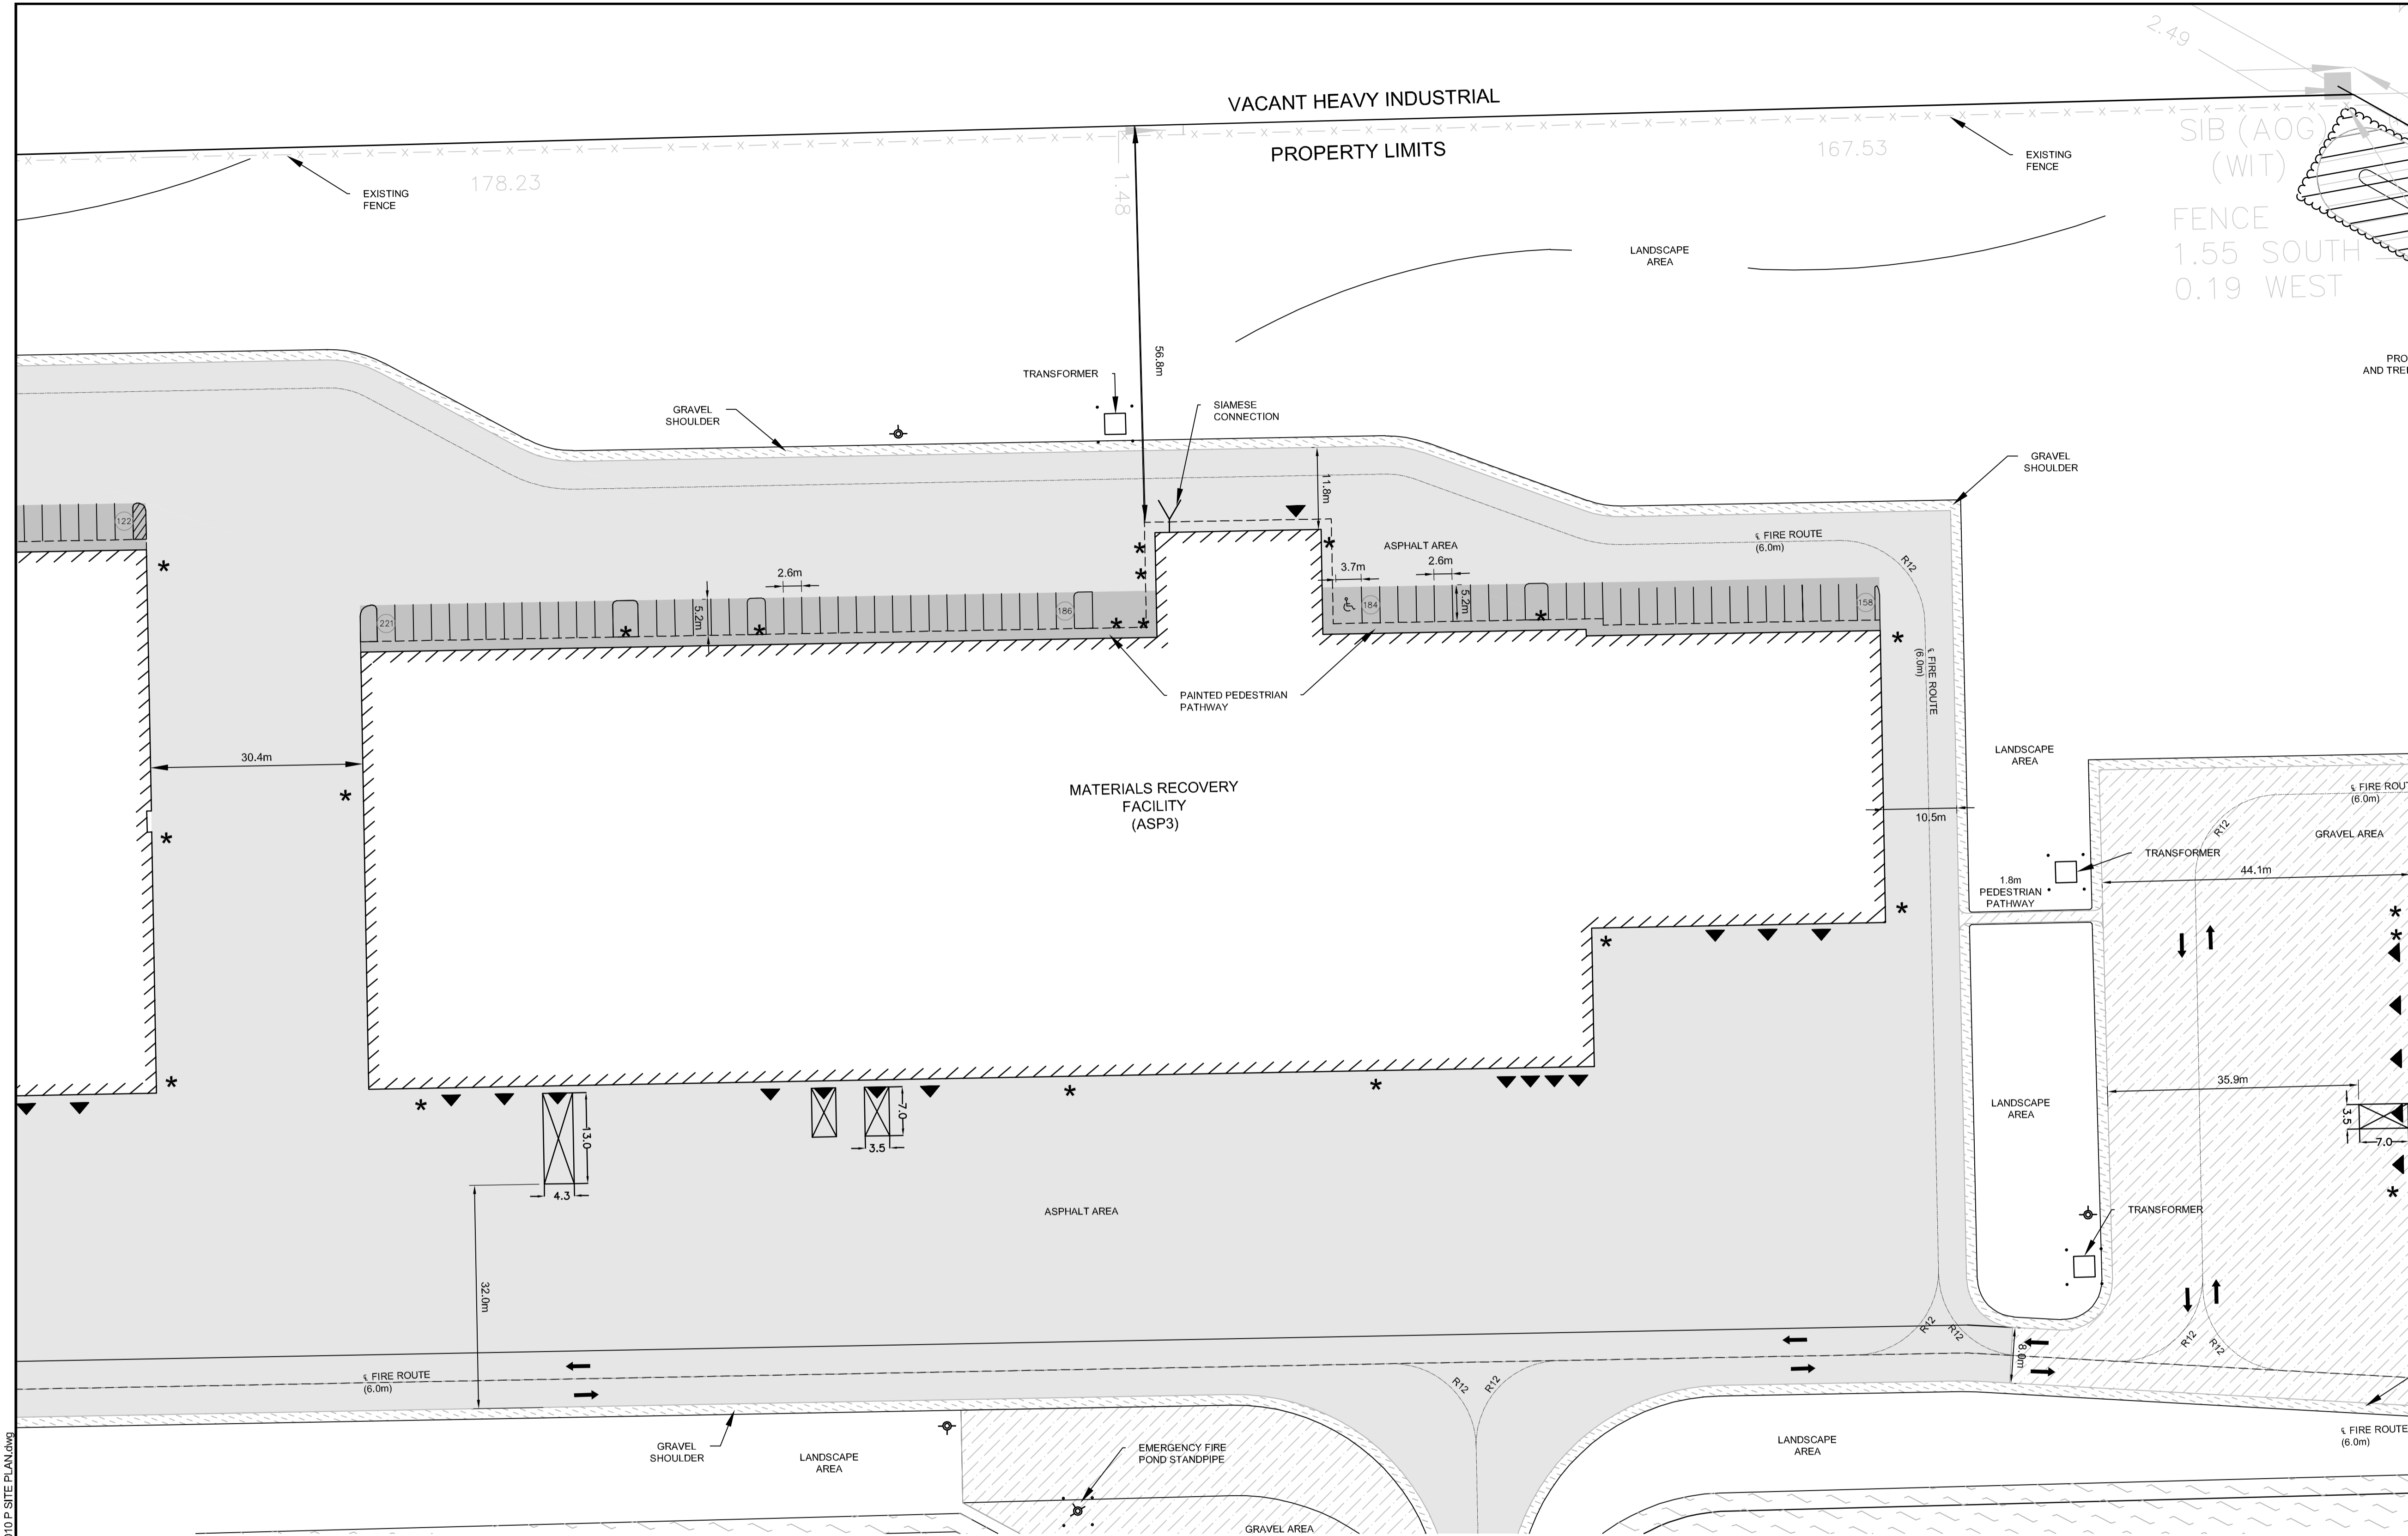 2.49
VACANT HEAVY INDUSTRIAL
PROPERTY LIMITS
178.23
1.48
167.53
SIB (AOG)
(WIT)
FENCE
1.55 SOUTH
0.19 WEST
EXISTING
FENCE
EXISTING
FENCE
LANDSCAPE
AREA
56.8m
PRO
AND TRE
TRANSFORMER
GRAVEL
SHOULDER
SIAMESE
CONNECTION
GRAVEL
SHOULDER
11.8m
122
ASPHALT AREA
℄ FIRE ROUTE
(6.0m)
R12
2.6m
3.7m
2.6m
221
5.2m
186
184
5.2m
158
℄ FIRE ROUTE
(6.0m)
PAINTED PEDESTRIAN
PATHWAY
30.4m
MATERIALS RECOVERY
FACILITY
(ASP3)
10.5m
LANDSCAPE
AREA
℄ FIRE ROU
(6.0m)
R12
GRAVEL AREA
TRANSFORMER
44.1m
1.8m
PEDESTRIAN
PATHWAY
35.9m
LANDSCAPE
AREA
3.5
7.0
13.0
4.3
7.0
3.5
ASPHALT AREA
TRANSFORMER
32.0m
R12
R12
R12
R12
8.0m
℄ FIRE ROUTE
(6.0m)
R12
R12
GRAVEL
SHOULDER
LANDSCAPE
AREA
EMERGENCY FIRE
POND STANDPIPE
LANDSCAPE
AREA
℄ FIRE ROUTE
(6.0m)
GRAVEL AREA
010 P SITE PLAN.dwg